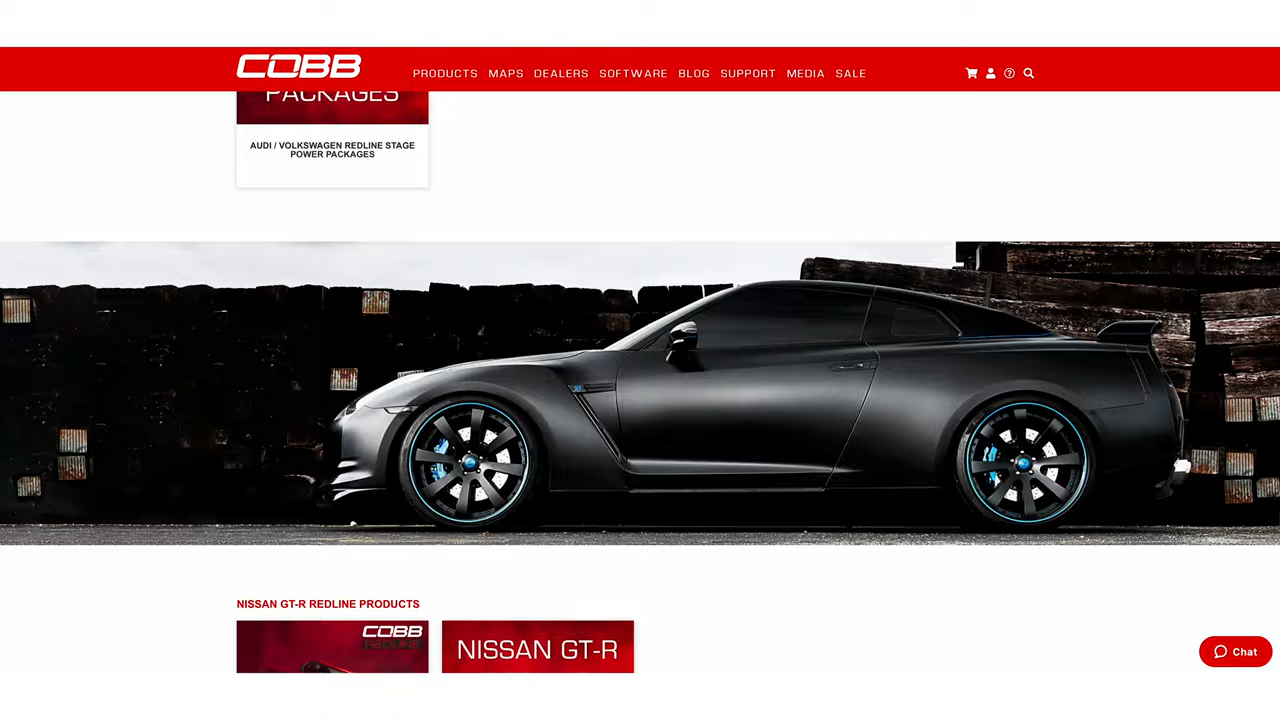 COBB
PRODUCTS MAPS DEALERS SOFTWARE BLOG SUPPORT MEDIA SALE
PACKAGES
AUDI / VOLKSWAGEN REDLINE STAGE
POWER PACKAGES
NISSAN GT-R REDLINE PRODUCTS
COBB
REDLINE
NISSAN GT-R
Chat